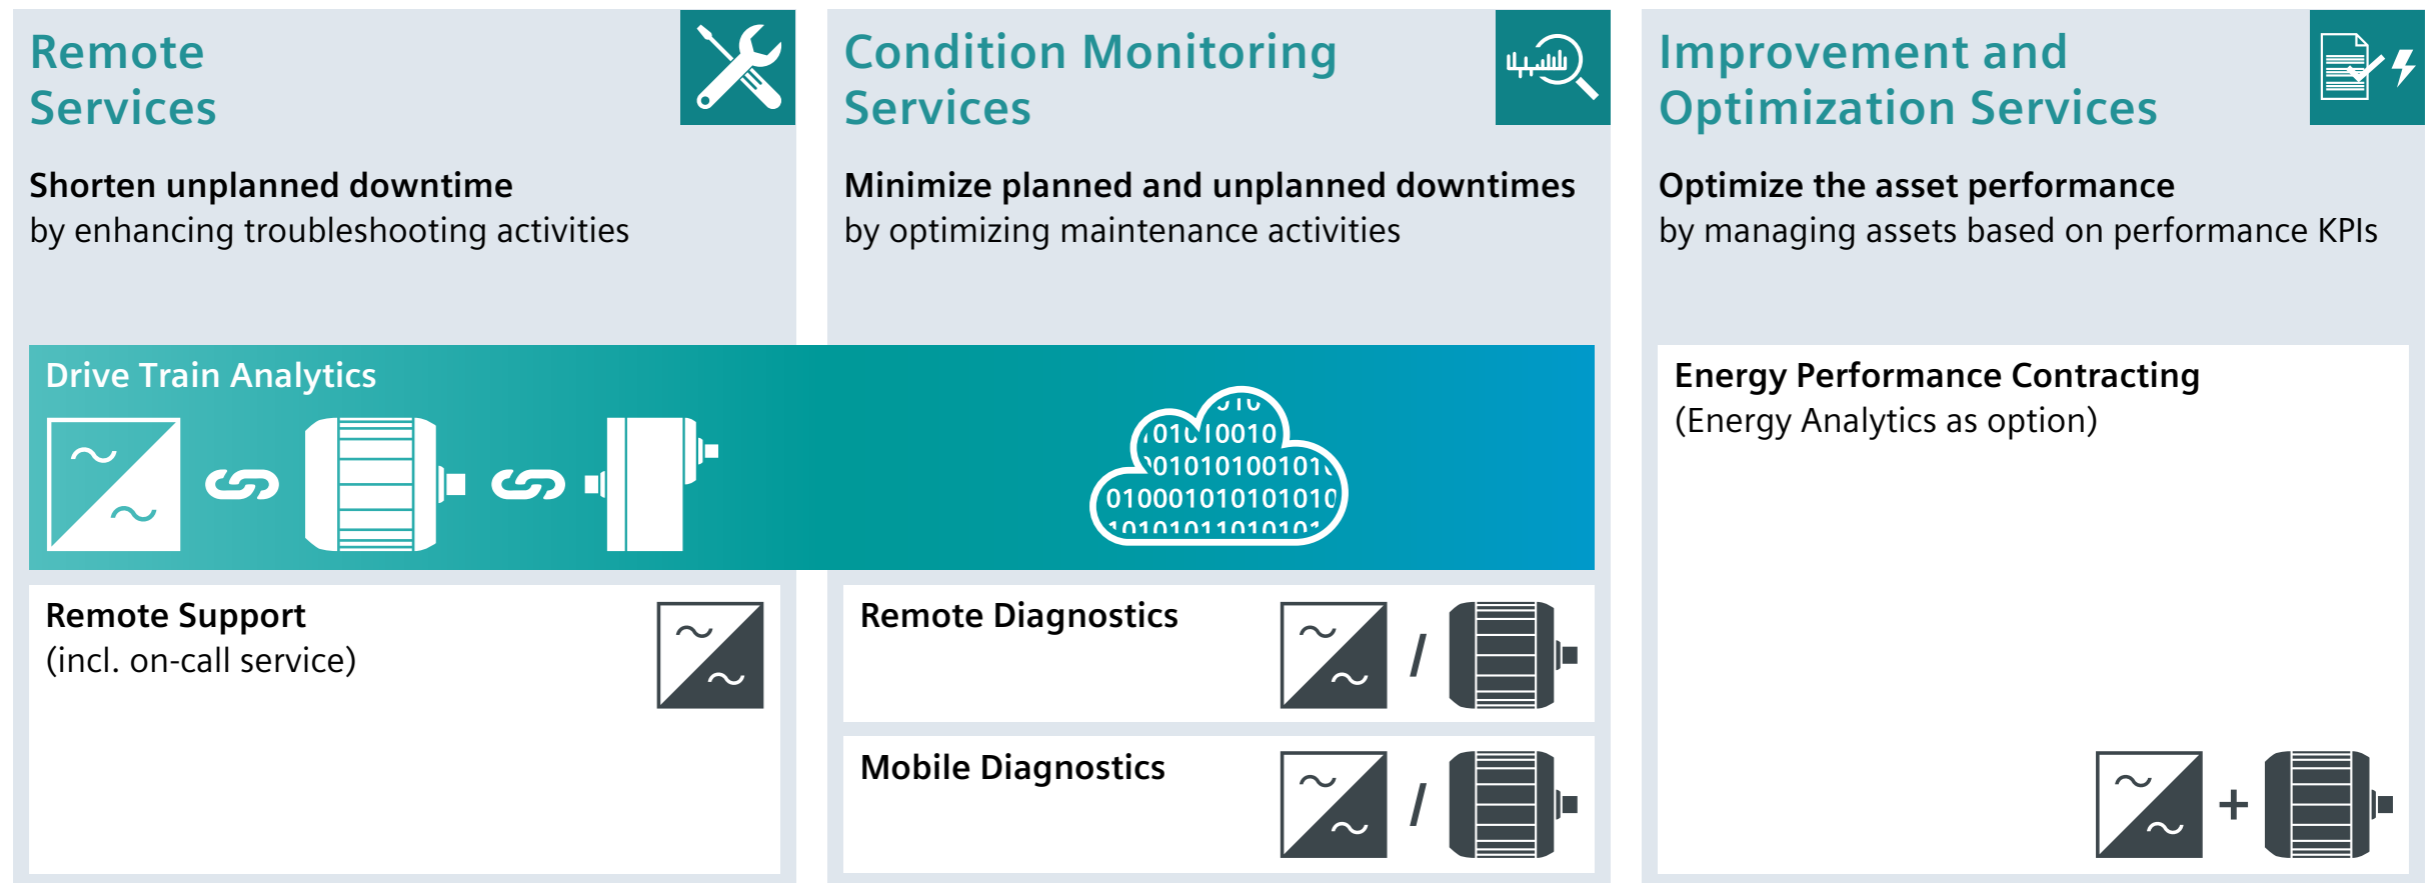 Remote
Services
Shorten unplanned downtime
by enhancing troubleshooting activities
Condition Monitoring
Services
Minimize planned and unplanned downtimes
by optimizing maintenance activities
Improvement and
Optimization Services
Optimize the asset performance
by managing assets based on performance KPIs
Drive Train Analytics
010001010101010
Remote Support
(incl. on-call service)
Remote Diagnostics
Mobile Diagnostics
Energy Performance Contracting
(Energy Analytics as option)